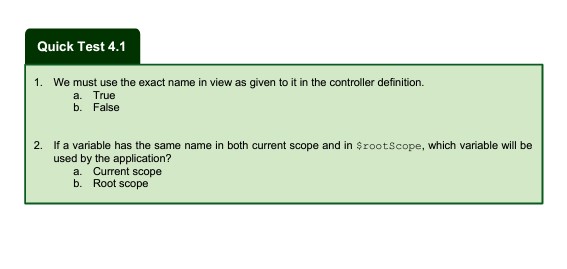 Quick Test 4.1
1. We must use the exact name in view as given to it in the controller definition.
a. True
b. False
2. If a variable has the same name in both current scope and in $rootScope, which variable will be
used by the application?
a. Current scope
b. Root scope